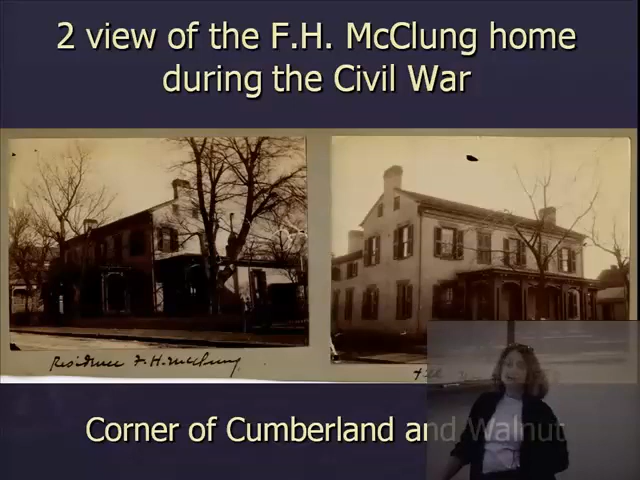 2 view of the F.H. McClung home
during the Civil War
Residence F.H. McClung
Corner of Cumberland and Walnut